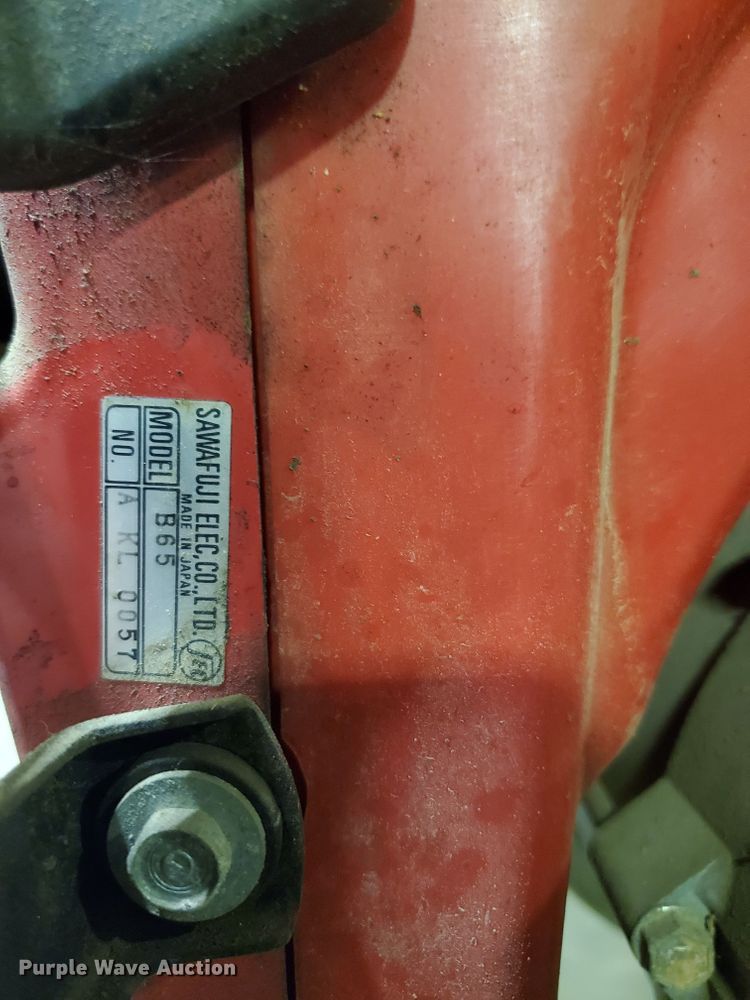 SAWAFUJI ELEC, CO., LTD.
MADE IN JAPAN
MODEL B65
NO. A KL 0057
Purple Wave Auction